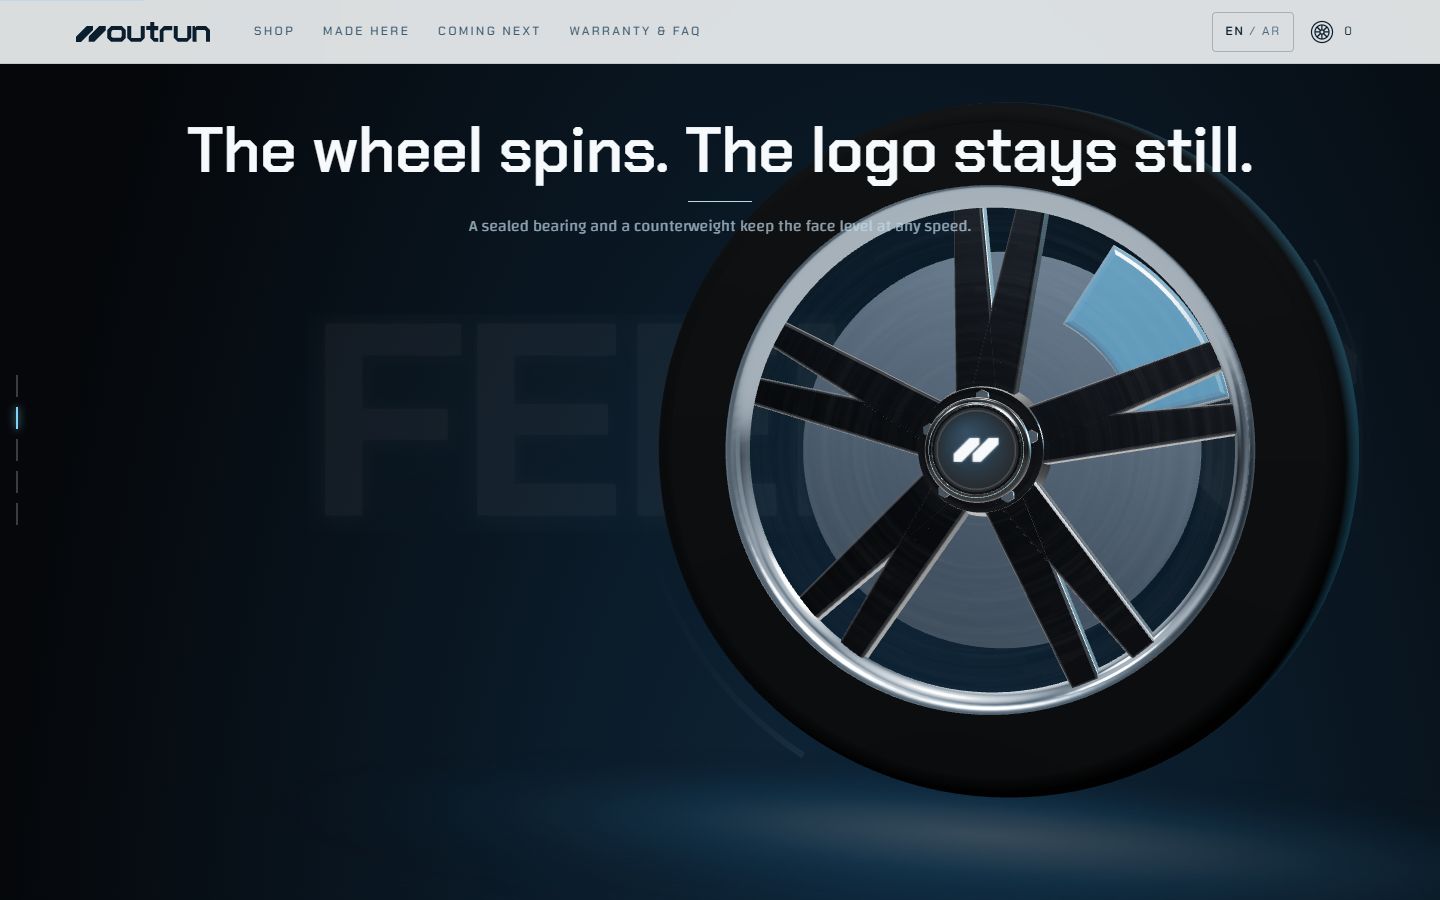 outrun
SHOP
MADE HERE
COMING NEXT
WARRANTY & FAQ
EN / AR
0
The wheel spins. The logo stays still.
A sealed bearing and a counterweight keep the face level at any speed.